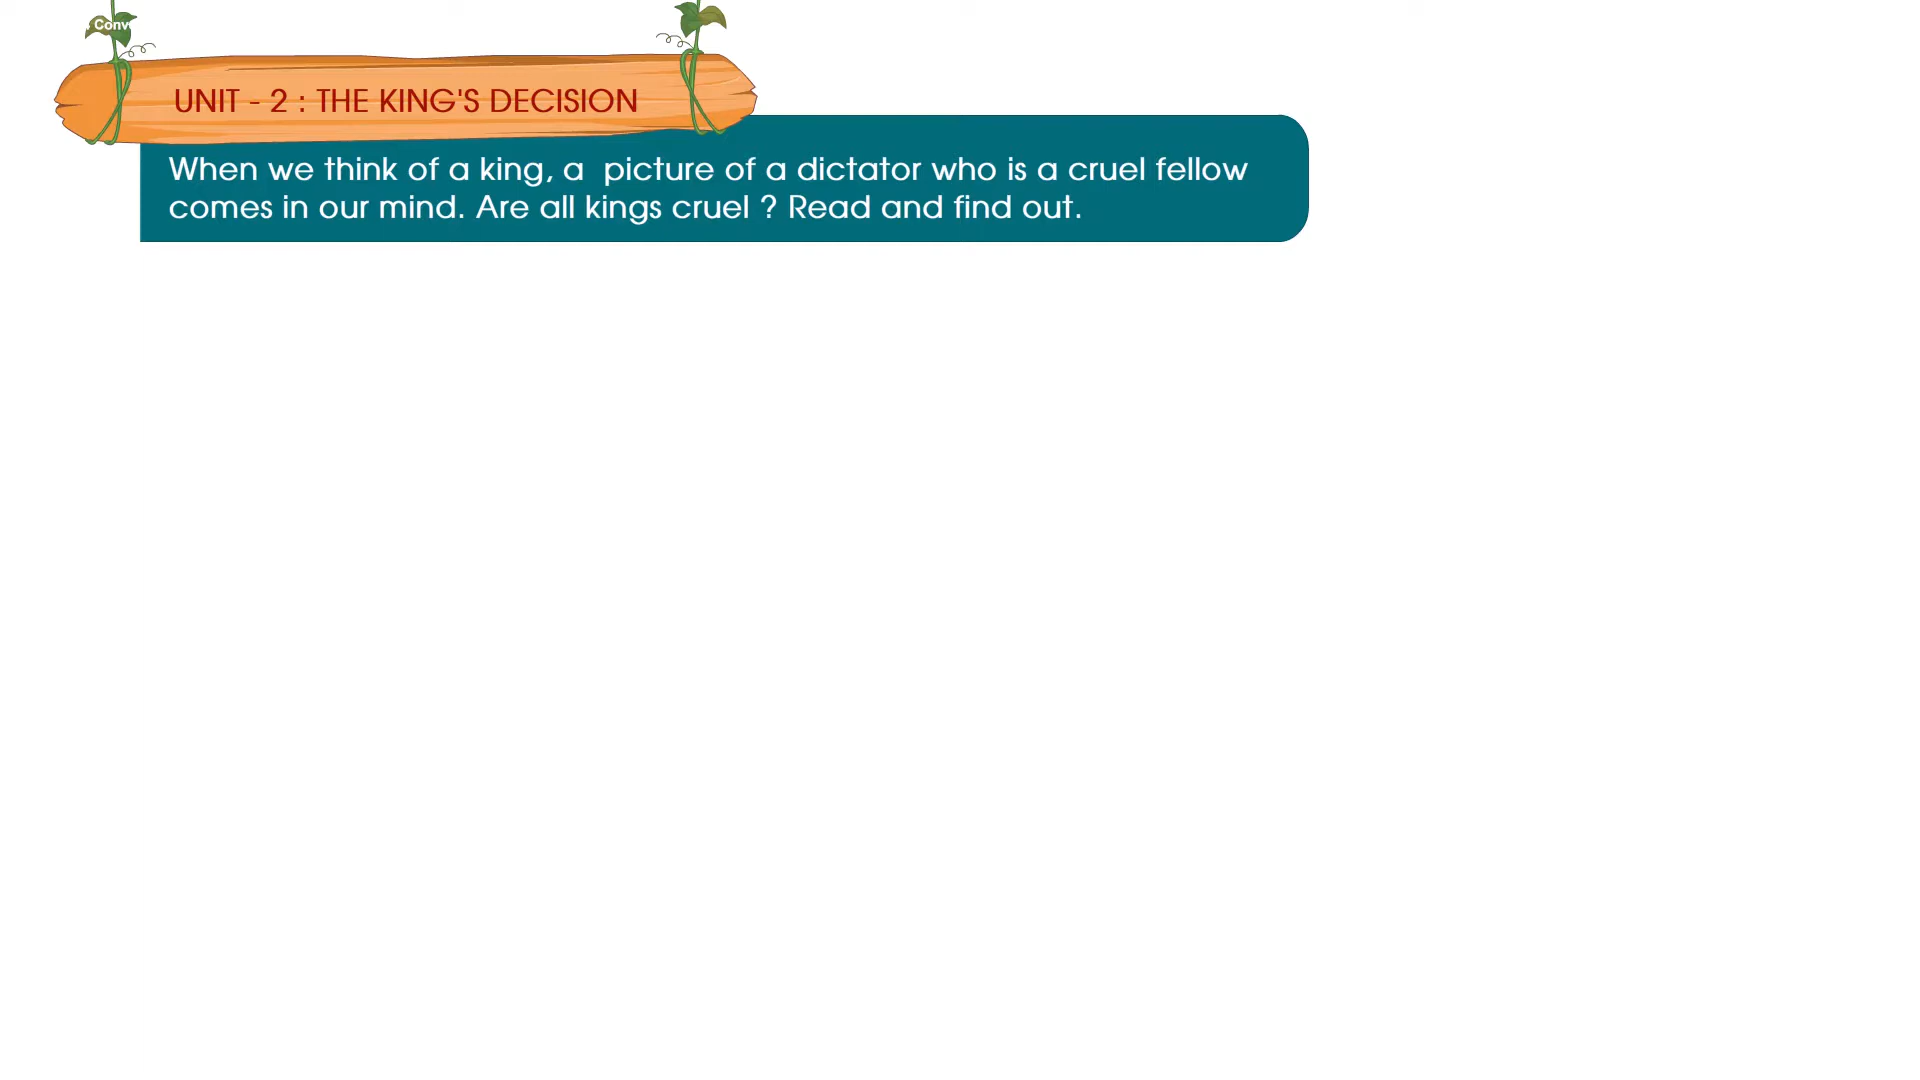 Conv
UNIT - 2 : THE KING'S DECISION
When we think of a king, a picture of a dictator who is a cruel fellow
comes in our mind. Are all kings cruel ? Read and find out.